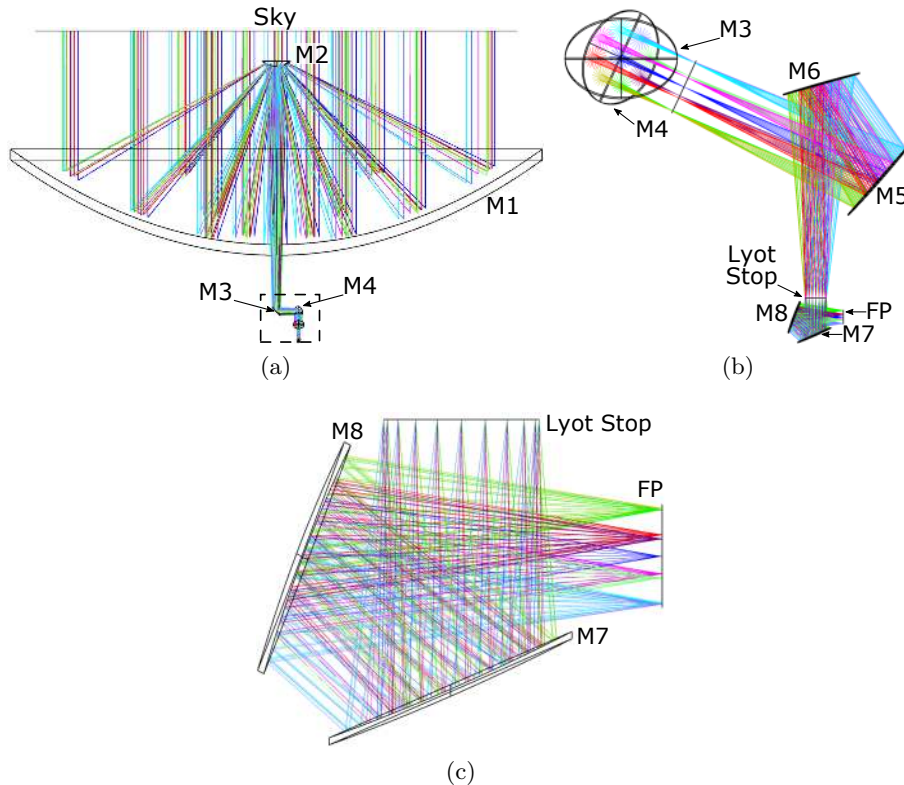 Sky
M2
M1
M3
M4
(a)
M3
M6
M4
M5
Lyot
Stop
M8
FP
M7
(b)
M8
Lyot Stop
FP
M7
(c)